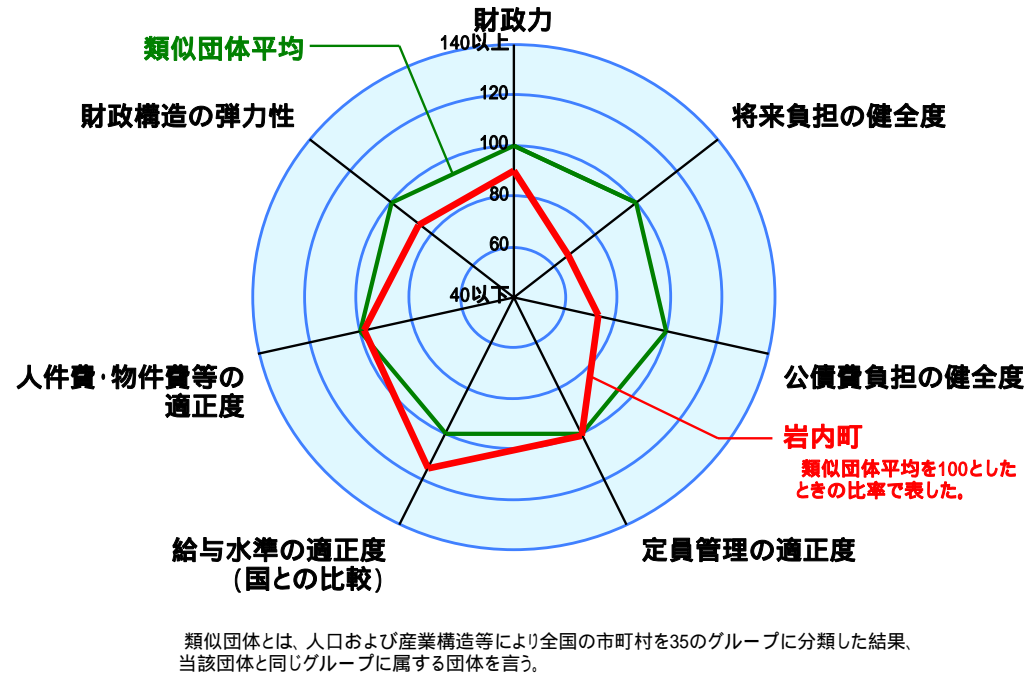 財政力
140以上
類似団体平均
120
財政構造の弾力性
将来負担の健全度
100
80
60
40以下
人件費・物件費等の
適正度
公債費負担の健全度
岩内町
類似団体平均を100とした
ときの比率で表した。
給与水準の適正度
(国との比較)
定員管理の適正度
類似団体とは、人口および産業構造等により全国の市町村を35のグループに分類した結果、
当該団体と同じグループに属する団体を言う。